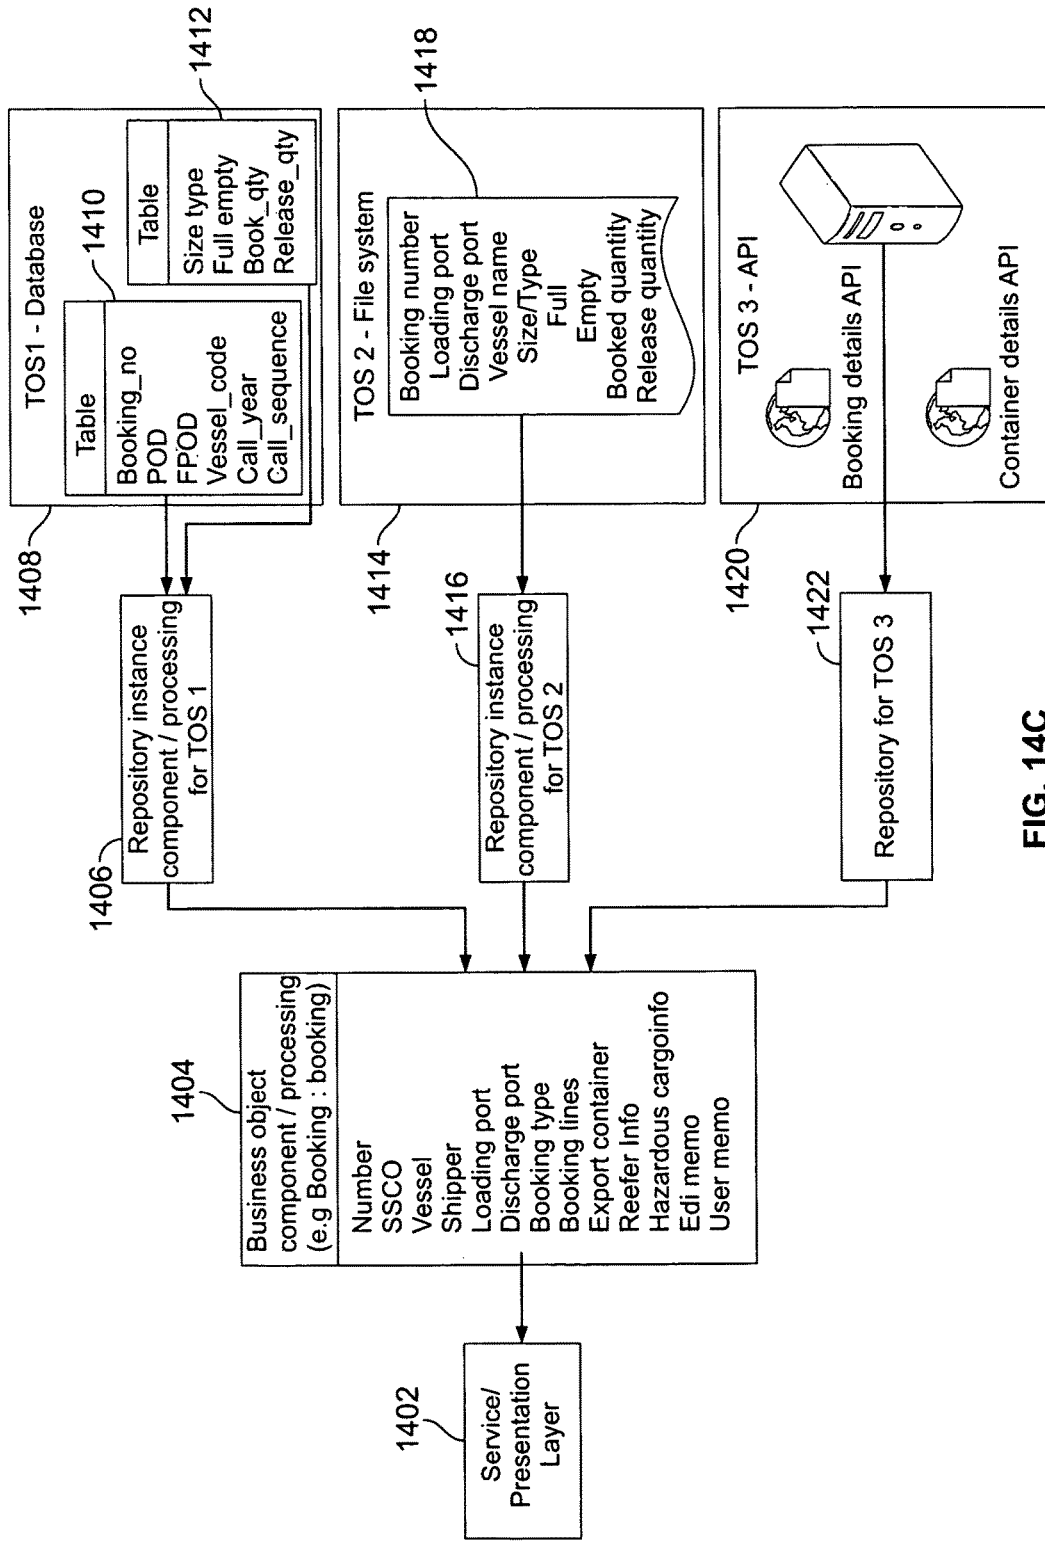 1402
Service/
Presentation
Layer
1404
Business object
component / processing
(e.g Booking : booking)
Number
SSCO
Vessel
Shipper
Loading port
Discharge port
Booking type
Booking lines
Export container
Reefer Info
Hazardous cargoinfo
Edi memo
User memo
1406
Repository instance
component / processing
for TOS 1
1408
TOS1 - Database
Table
Booking_no
POD
FPOD
Vessel_code
Call_year
Call_sequence
1410
Table
Size type
Full empty
Book_qty
Release_qty
1412
1416
Repository instance
component / processing
for TOS 2
1414
TOS 2 - File system
Booking number
Loading port
Discharge port
Vessel name
Size/Type
Full
Empty
Booked quantity
Release quantity
1418
1422
Repository for TOS 3
1420
TOS 3 - API
Booking details API
Container details API
FIG. 14C